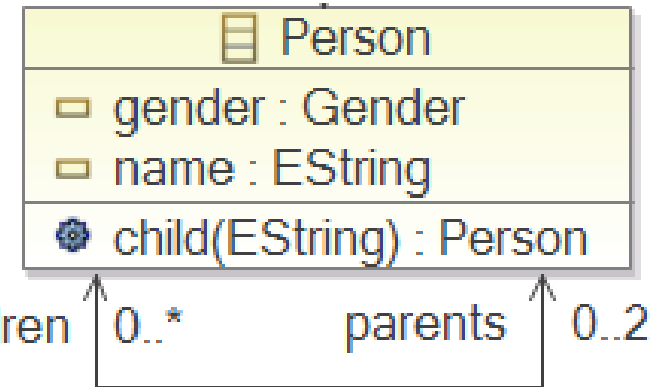 Person
gender : Gender
name : EString
child(EString) : Person
ren 0..* parents 0..2